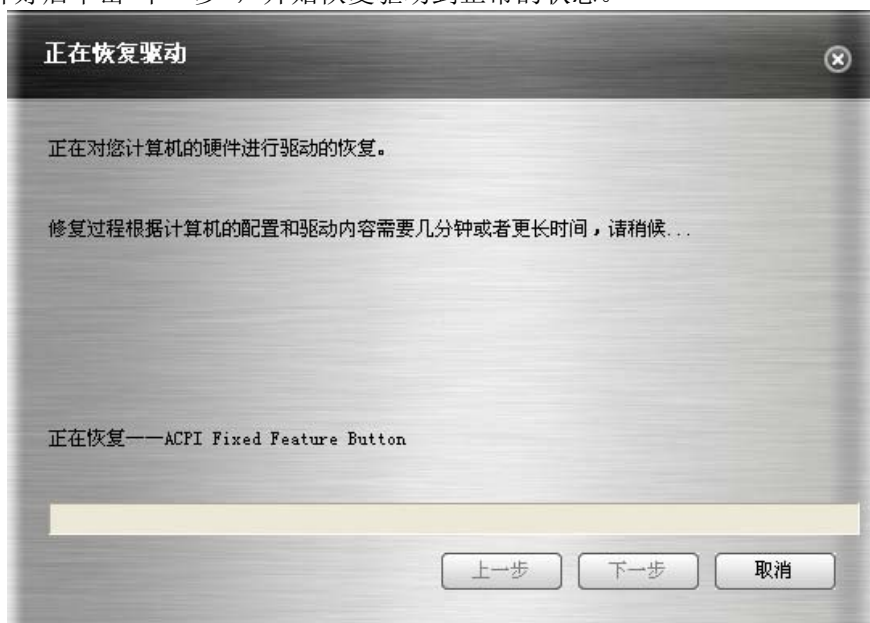 正在恢复驱动
正在对您计算机的硬件进行驱动的恢复。
修复过程根据计算机的配置和驱动内容需要几分钟或者更长时间，请稍候...
正在恢复——ACPI Fixed Feature Button
上一步 下一步 取消